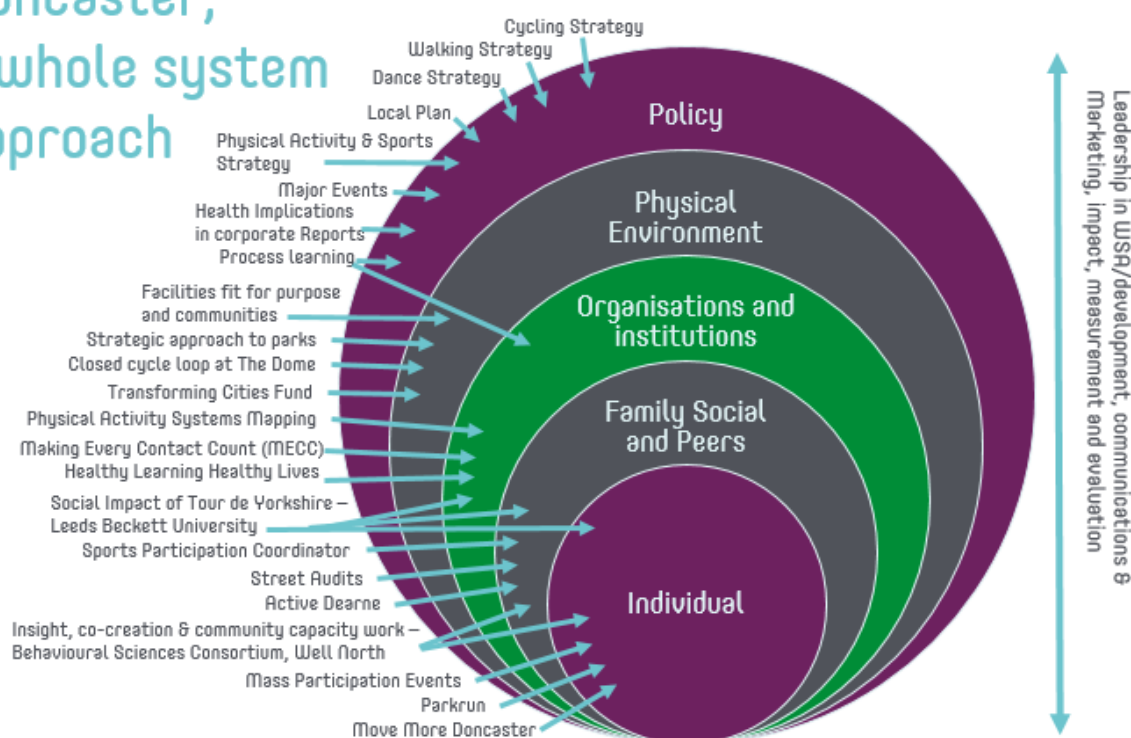 oncaster,
whole system
pproach
Cycling Strategy
Walking Strategy
Dance Strategy
Local Plan
Physical Activity & Sports
Strategy
Major Events
Health Implications
in corporate Reports
Process learning
Facilities fit for purpose
and communities
Strategic approach to parks
Closed cycle loop at The Dome
Transforming Cities Fund
Physical Activity Systems Mapping
Making Every Contact Count (MECC)
Healthy Learning Healthy Lives
Social Impact of Tour de Yorkshire –
Leeds Beckett University
Sports Participation Coordinator
Street Audits
Active Dearne
Insight, co-creation & community capacity work –
Behavioural Sciences Consortium, Well North
Mass Participation Events
Parkrun
Move More Doncaster
Policy
Physical
Environment
Organisations and
institutions
Family Social
and Peers
Individual
Leadership in WSA/development, communications &
Marketing, impact, measurement and evaluation